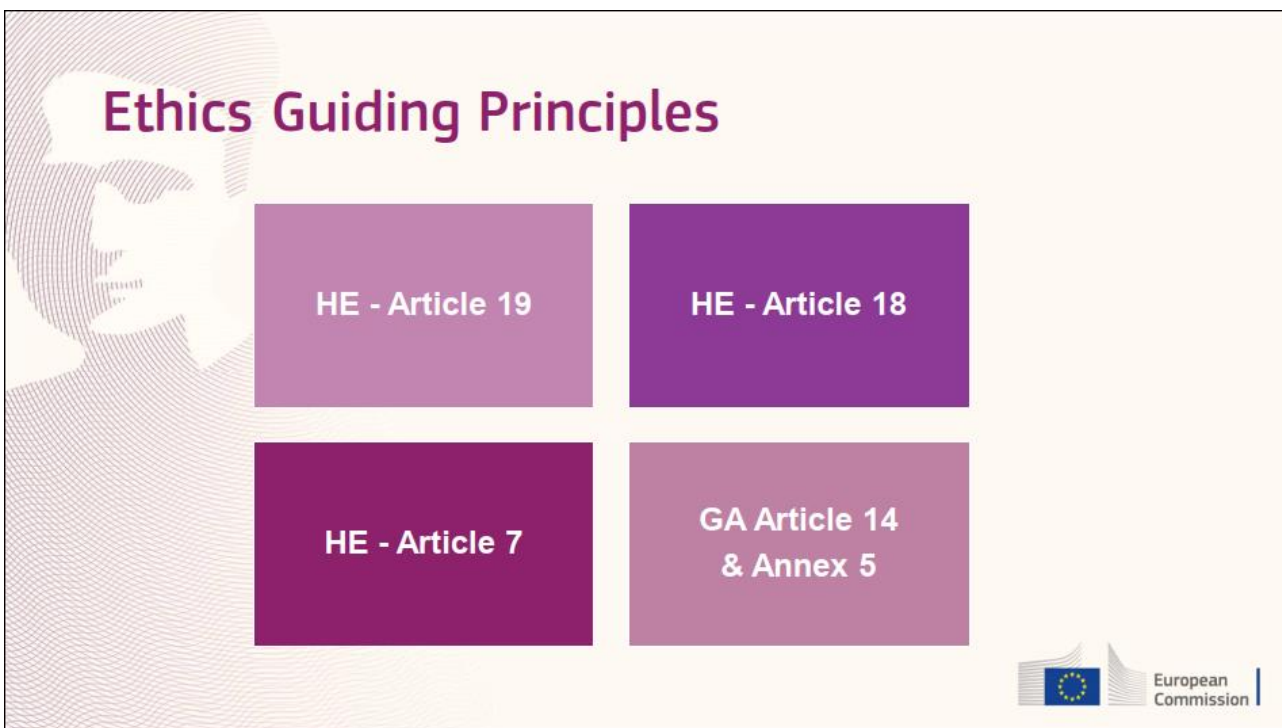 Ethics Guiding Principles
HE - Article 19
HE - Article 18
HE - Article 7
GA Article 14
& Annex 5
European
Commission